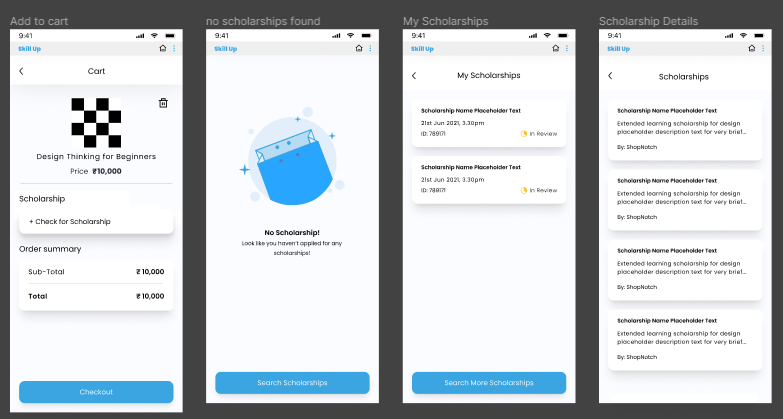 Add to cart
9:41
Skill Up
Cart
Design Thinking for Beginners
Price ₹10,000
Scholarship
+ Check for Scholarship
Order summary
Sub-Total ₹ 10,000
Total ₹ 10,000
Checkout
no scholarships found
9:41
Skill Up
No Scholarship!
Look like you haven't applied for any
scholarships!
Search Scholarships
My Scholarships
9:41
Skill Up
My Scholarships
Scholarship Name Placeholder Text
21st Jun 2021, 3.30pm
ID: 789171 In Review
Scholarship Name Placeholder Text
21st Jun 2021, 3.30pm
ID: 789171 In Review
Search More Scholarships
Scholarship Details
9:41
Skill Up
Scholarships
Scholarship Name Placeholder Text
Extended learning scholarship for design
placeholder description text for very brief...
By: ShopNotch
Scholarship Name Placeholder Text
Extended learning scholarship for design
placeholder description text for very brief...
By: ShopNotch
Scholarship Name Placeholder Text
Extended learning scholarship for design
placeholder description text for very brief...
By: ShopNotch
Scholarship Name Placeholder Text
Extended learning scholarship for design
placeholder description text for very brief...
By: ShopNotch